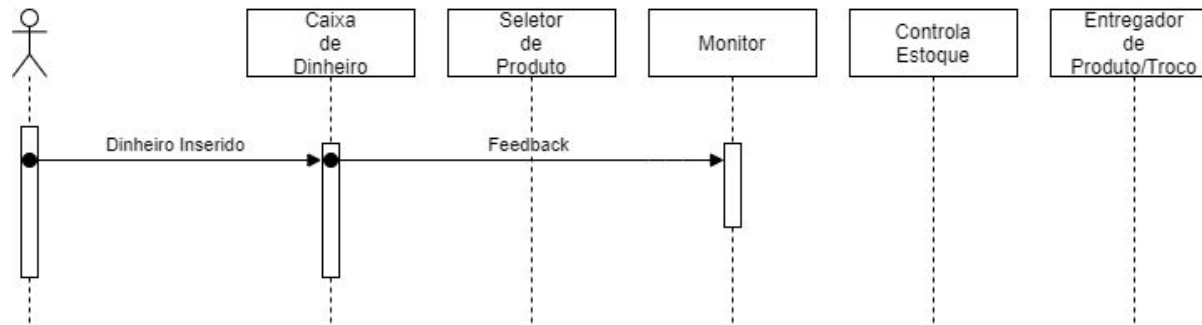 Caixa
de
Dinheiro
Seletor
de
Produto
Monitor
Controla
Estoque
Entregador
de
Produto/Troco
Dinheiro Inserido
Feedback